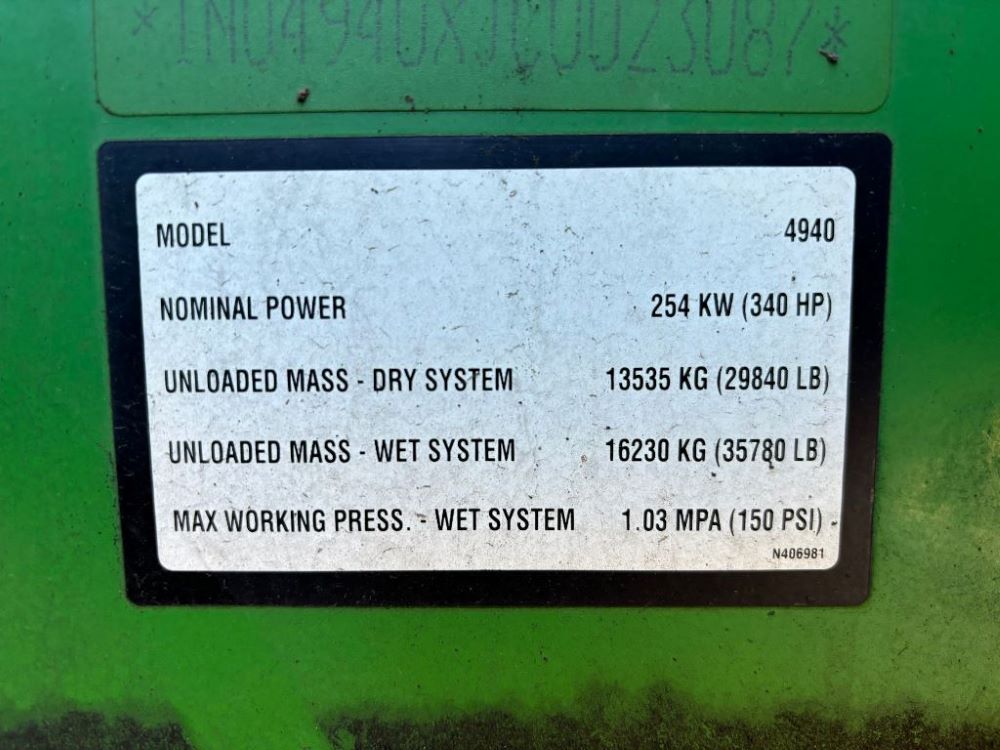 *1N04940XJC0023087*
MODEL 4940
NOMINAL POWER 254 KW (340 HP)
UNLOADED MASS - DRY SYSTEM 13535 KG (29840 LB)
UNLOADED MASS - WET SYSTEM 16230 KG (35780 LB)
MAX WORKING PRESS. - WET SYSTEM 1.03 MPA (150 PSI)
N406981